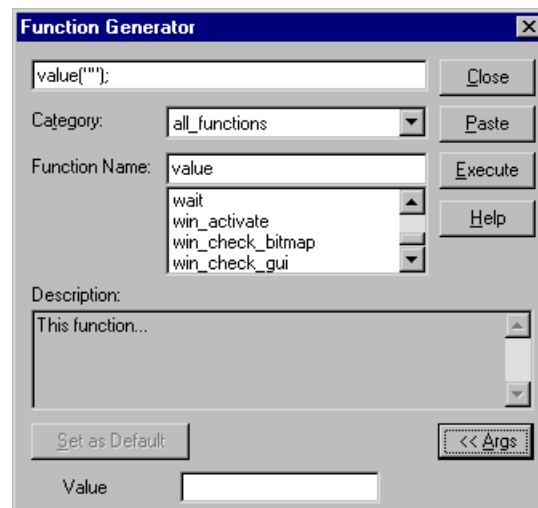 Function Generator
value("");
Close
Category:
all_functions
Paste
Function Name:
value
Execute
wait
win_activate
win_check_bitmap
win_check_gui
Help
Description:
This function...
Set as Default
<< Args
Value